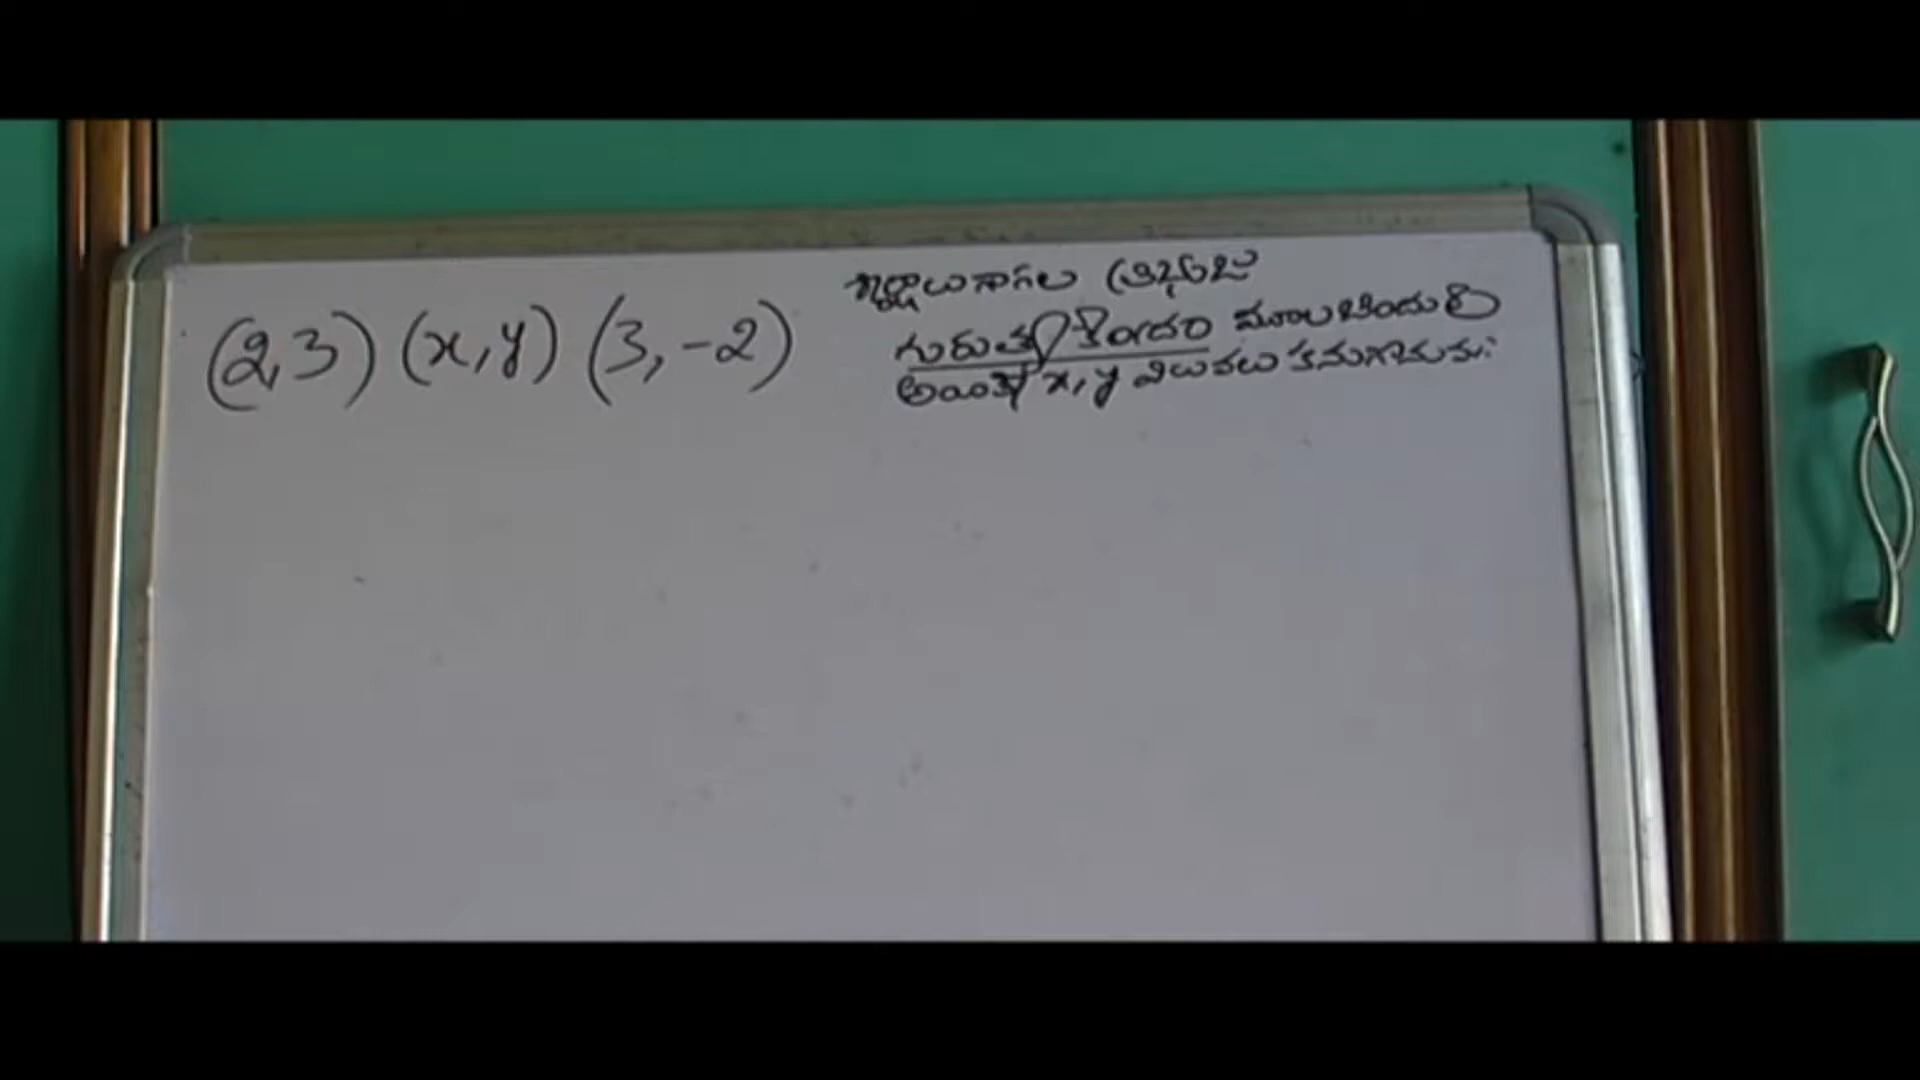 (2,3) (x,y) (3,-2)
శీర్షాలుగాగల త్రిభుజ
గురుత్వ కేంద్రం మూలబిందువు
అయితే x, y విలువలు కనుగొనుము.